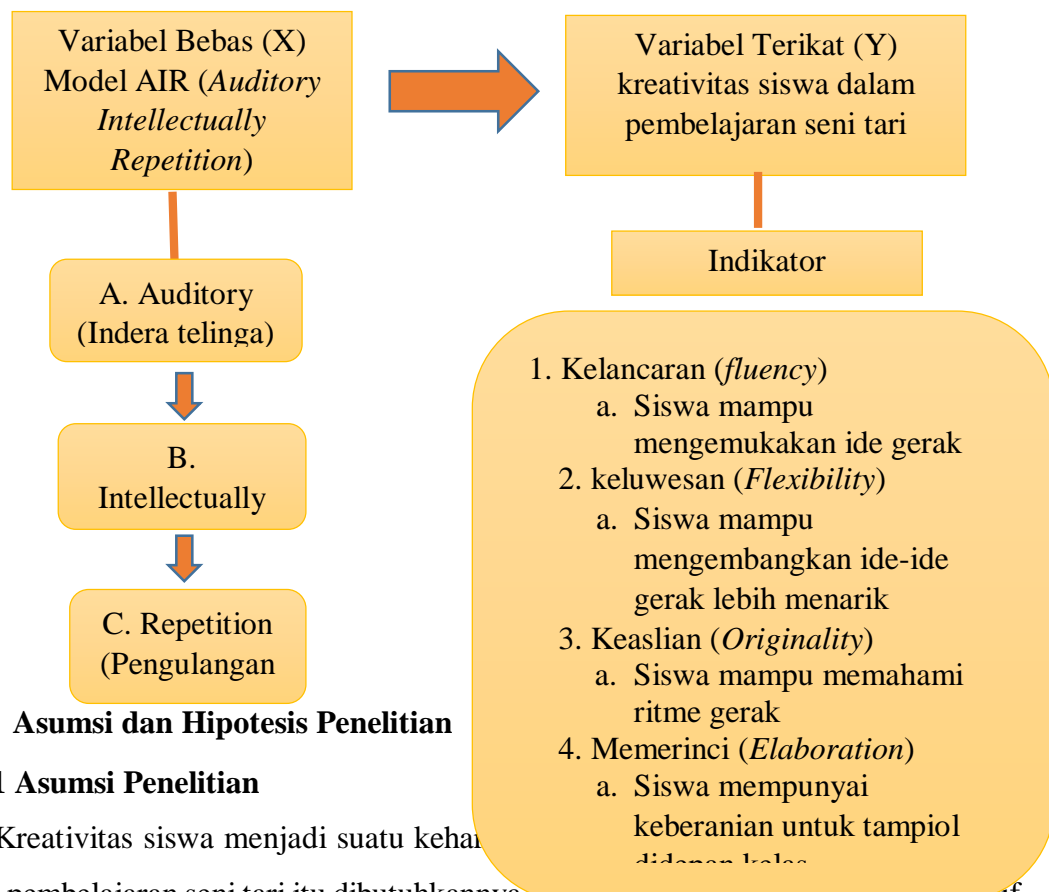 Variabel Bebas (X)
Model AIR (Auditory
Intellectually
Repetition)
Variabel Terikat (Y)
kreativitas siswa dalam
pembelajaran seni tari
A. Auditory
(Indera telinga)
B.
Intellectually
C. Repetition
(Pengulangan
Indikator
1. Kelancaran (fluency)
a. Siswa mampu
mengemukakan ide gerak
2. keluwesan (Flexibility)
a. Siswa mampu
mengembangkan ide-ide
gerak lebih menarik
3. Keaslian (Originality)
a. Siswa mampu memahami
ritme gerak
4. Memerinci (Elaboration)
a. Siswa mempunyai
keberanian untuk tampiol
didepan kelas
Asumsi dan Hipotesis Penelitian
Asumsi Penelitian
Kreativitas siswa menjadi suatu
pembelajaran seni tari itu dibutuhkannya